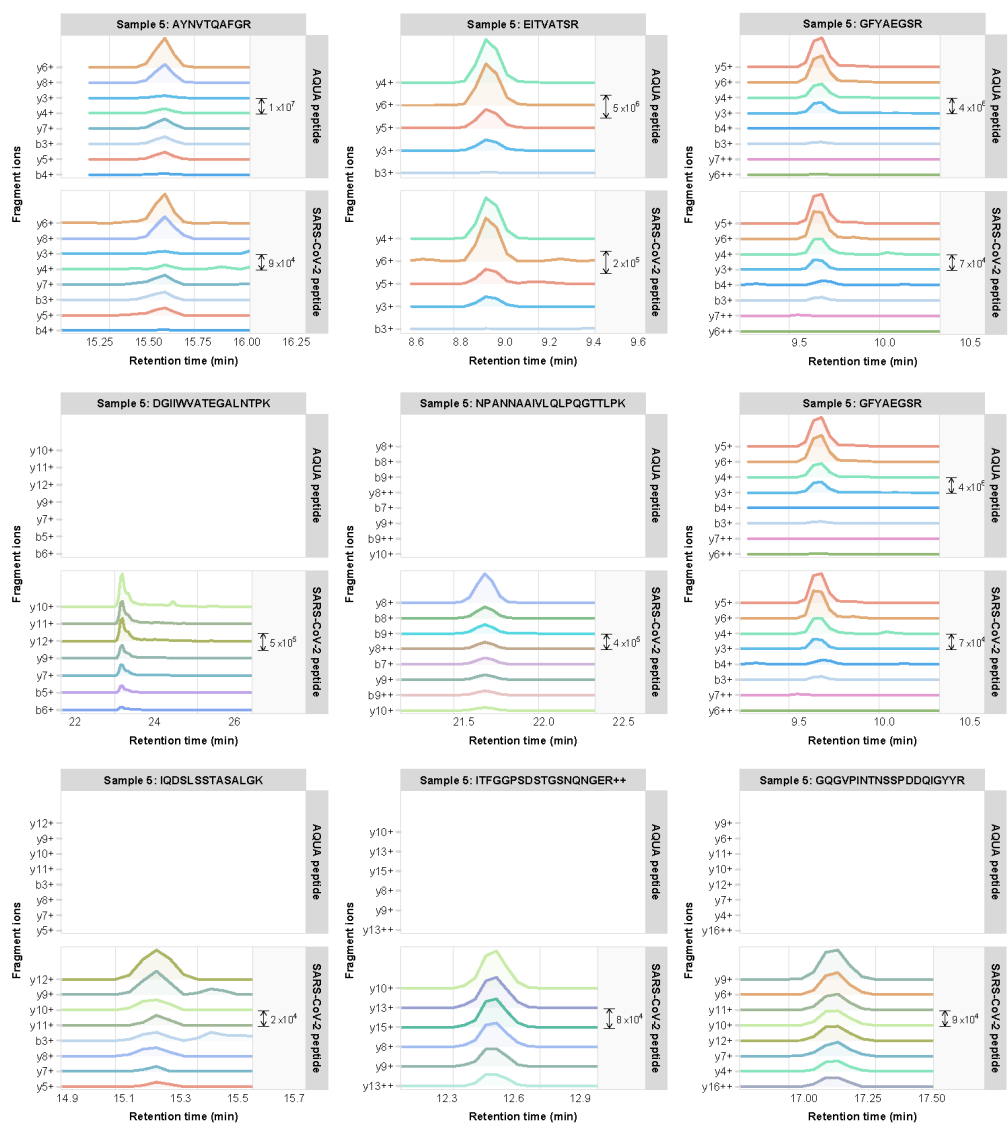 Sample 5: AYNVTQAFGR
Fragment ions
y6+
y8+
y3+
y4+
y7+
b3+
y5+
b4+
1 x10⁷
AQUA peptide
y6+
y8+
y3+
y4+
y7+
b3+
y5+
b4+
9 x10⁴
SARS-CoV-2 peptide
15.25 15.50 15.75 16.00 16.25
Retention time (min)
Sample 5: EITVATSR
Fragment ions
y4+
y6+
y5+
y3+
b3+
5 x10⁶
AQUA peptide
y4+
y6+
y5+
y3+
b3+
2 x10⁵
SARS-CoV-2 peptide
8.6 8.8 9.0 9.2 9.4 9.6
Retention time (min)
Sample 5: GFYAEGSR
Fragment ions
y5+
y6+
y4+
y3+
b4+
b3+
y7++
y6++
4 x10⁶
AQUA peptide
y5+
y6+
y4+
y3+
b4+
b3+
y7++
y6++
7 x10⁴
SARS-CoV-2 peptide
9.5 10.0 10.5
Retention time (min)
Sample 5: DGIIWVATEGALNTPK
Fragment ions
y10+
y11+
y12+
y9+
y7+
b5+
b6+
AQUA peptide
y10+
y11+
y12+
y9+
y7+
b5+
b6+
5 x10⁵
SARS-CoV-2 peptide
22 24 26
Retention time (min)
Sample 5: NPANNAAIVLQLPQGTTLPK
Fragment ions
y8+
b8+
b9+
y8++
b7+
y9+
b9++
y10+
AQUA peptide
y8+
b8+
b9+
y8++
b7+
y9+
b9++
y10+
4 x10⁵
SARS-CoV-2 peptide
21.5 22.0 22.5
Retention time (min)
Sample 5: GFYAEGSR
Fragment ions
y5+
y6+
y4+
y3+
b4+
b3+
y7++
y6++
4 x10⁶
AQUA peptide
y5+
y6+
y4+
y3+
b4+
b3+
y7++
y6++
7 x10⁴
SARS-CoV-2 peptide
9.5 10.0 10.5
Retention time (min)
Sample 5: IQDSLSSTASALGK
Fragment ions
y12+
y9+
y10+
y11+
b3+
y8+
y7+
y5+
AQUA peptide
y12+
y9+
y10+
y11+
b3+
y8+
y7+
y5+
2 x10⁴
SARS-CoV-2 peptide
14.9 15.1 15.3 15.5 15.7
Retention time (min)
Sample 5: ITFGGPSDSTGSNQNGER++
Fragment ions
y10+
y13+
y15+
y8+
y9+
y13++
AQUA peptide
y10+
y13+
y15+
y8+
y9+
y13++
8 x10⁴
SARS-CoV-2 peptide
12.3 12.6 12.9
Retention time (min)
Sample 5: GQGVPINTNSSPDDQIGYYR
Fragment ions
y9+
y6+
y11+
y10+
y12+
y7+
y4+
y16++
AQUA peptide
y9+
y6+
y11+
y10+
y12+
y7+
y4+
y16++
9 x10⁴
SARS-CoV-2 peptide
17.00 17.25 17.50
Retention time (min)